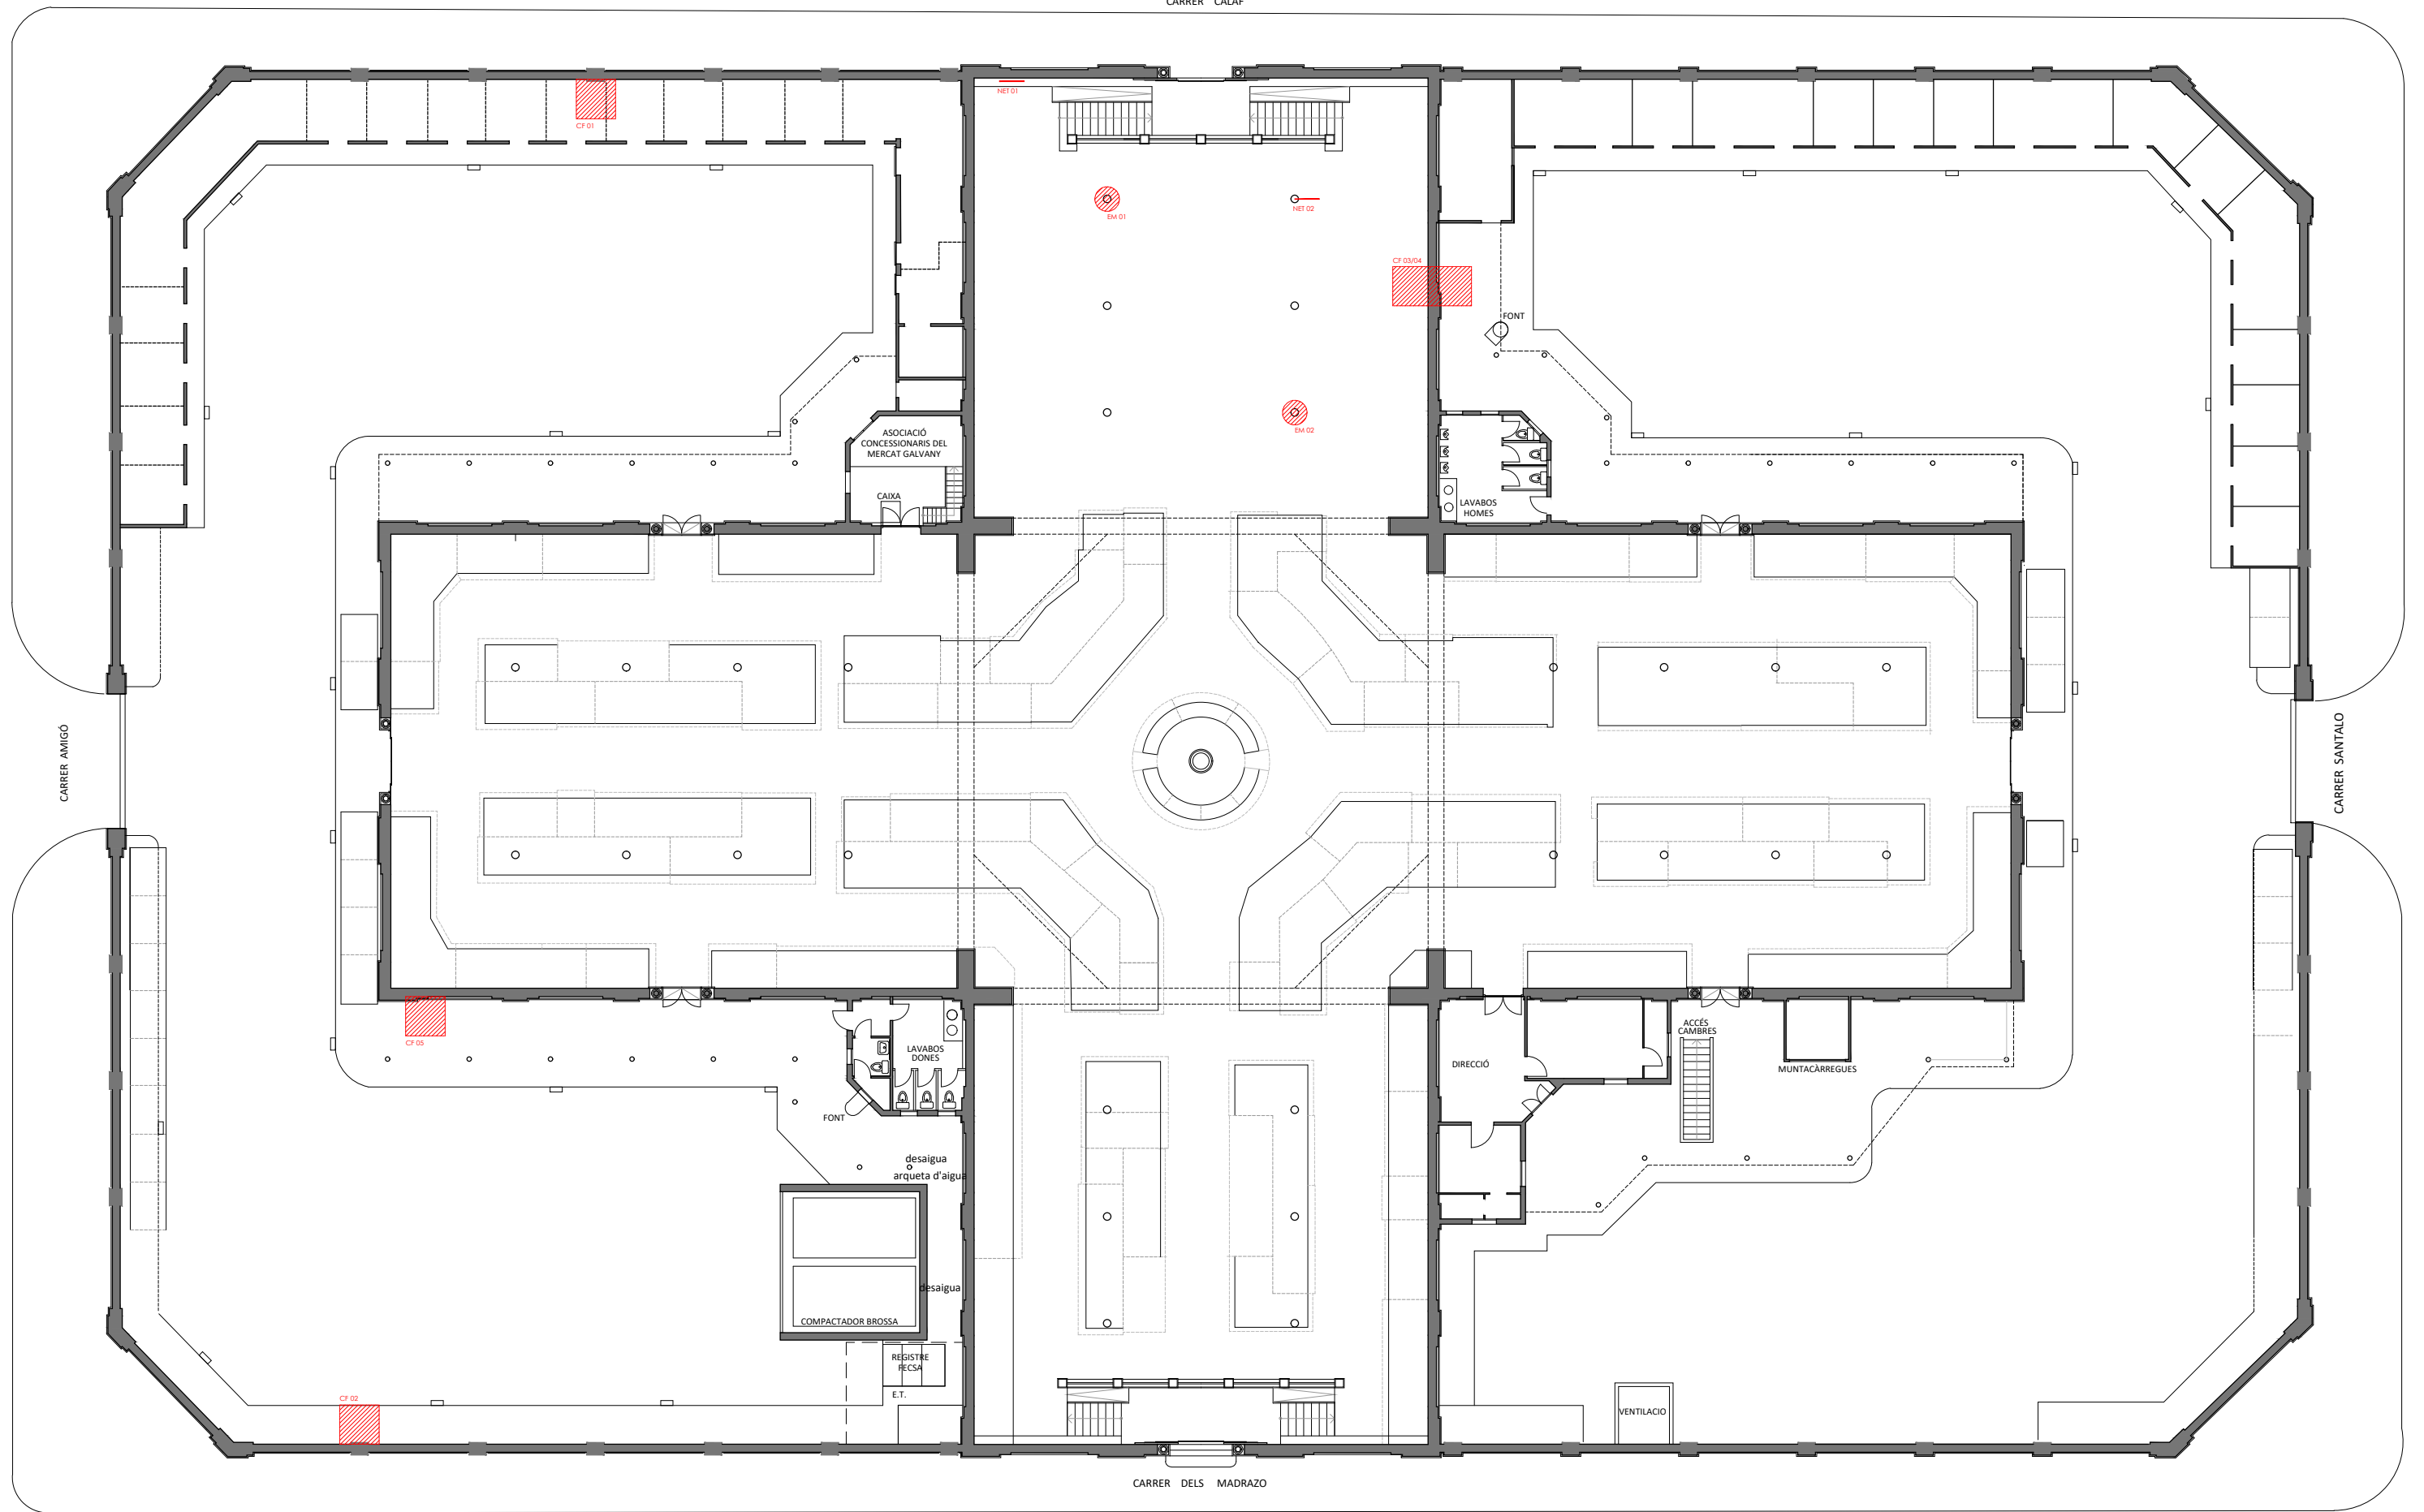 CARRER CALAF
NET 01
CF 01
EM 01
NET 02
CF 03/04
FONT
EM 02
ASOCIACIÓ
CONCESSIONARIS DEL
MERCAT GALVANY
CAIXA
LAVABOS
HOMES
CARRER AMIGÓ
CARRER SANTALO
CF 05
LAVABOS
DONES
FONT
DIRECCIÓ
ACCÉS
CAMBRES
MUNTACÀRREGUES
desaigua
arqueta d'aigua
desaigua
COMPACTADOR BROSSA
REGISTRE
FECSA
E.T.
CF 02
VENTILACIO
CARRER DELS MADRAZO